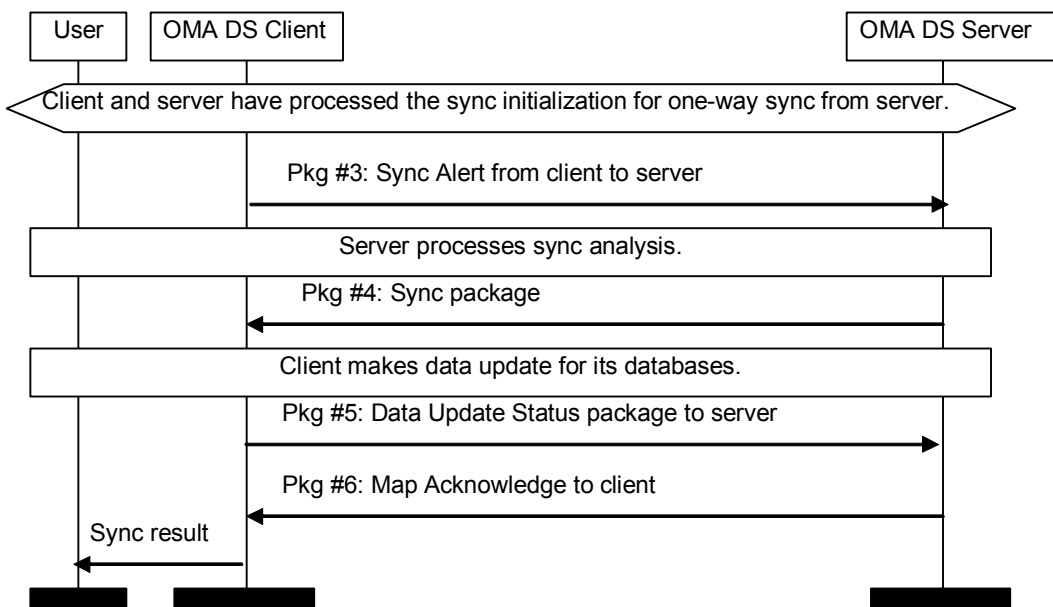 User
OMA DS Client
OMA DS Server
Client and server have processed the sync initialization for one-way sync from server.
Pkg #3: Sync Alert from client to server
Server processes sync analysis.
Pkg #4: Sync package
Client makes data update for its databases.
Pkg #5: Data Update Status package to server
Pkg #6: Map Acknowledge to client
Sync result